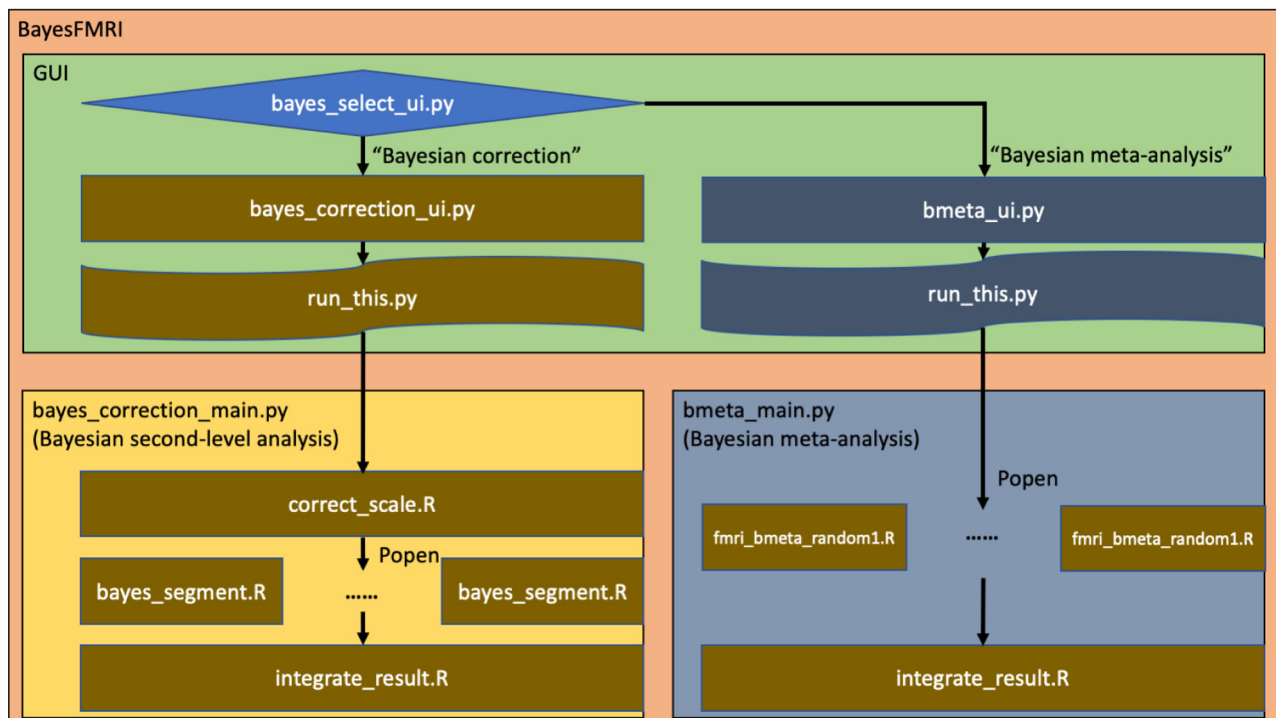 BayesFMRI
GUI
bayes_select_ui.py
“Bayesian correction”
“Bayesian meta-analysis”
bayes_correction_ui.py
bmeta_ui.py
run_this.py
run_this.py
bayes_correction_main.py
(Bayesian second-level analysis)
bmeta_main.py
(Bayesian meta-analysis)
correct_scale.R
Popen
Popen
bayes_segment.R
......
bayes_segment.R
fmri_bmeta_random1.R
......
fmri_bmeta_random1.R
integrate_result.R
integrate_result.R